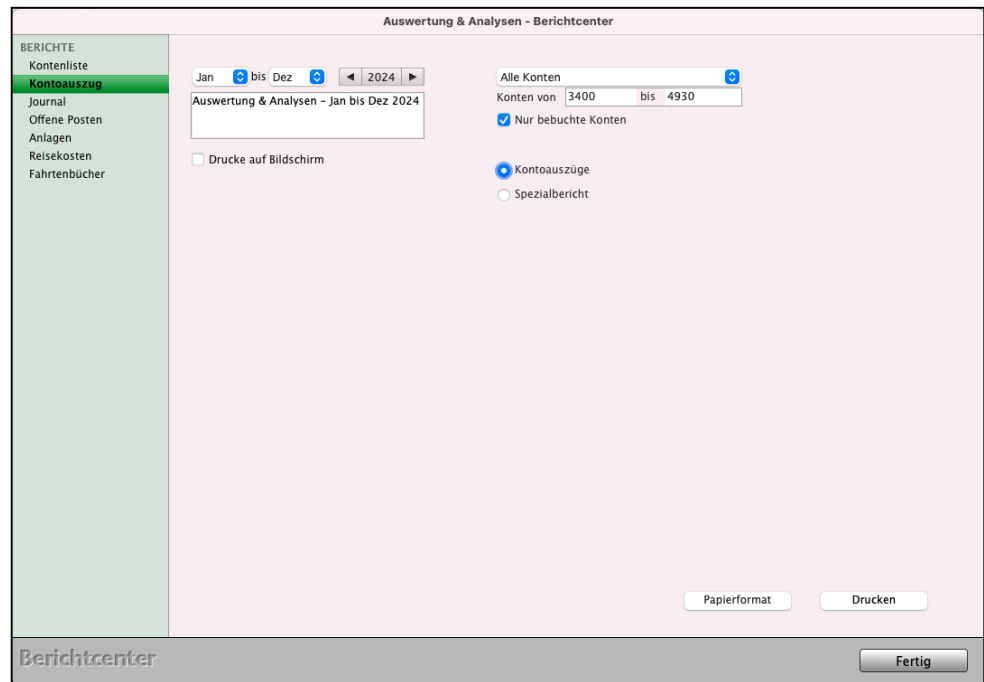 Auswertung & Analysen - Berichtcenter
BERICHTE
Kontenliste
Kontoauszug
Journal
Offene Posten
Anlagen
Reisekosten
Fahrtenbücher
Jan bis Dez 2024
Auswertung & Analysen - Jan bis Dez 2024
Drucke auf Bildschirm
Alle Konten
Konten von 3400 bis 4930
Nur bebuchte Konten
Kontoauszüge
Spezialbericht
Papierformat Drucken
Berichtcenter Fertig